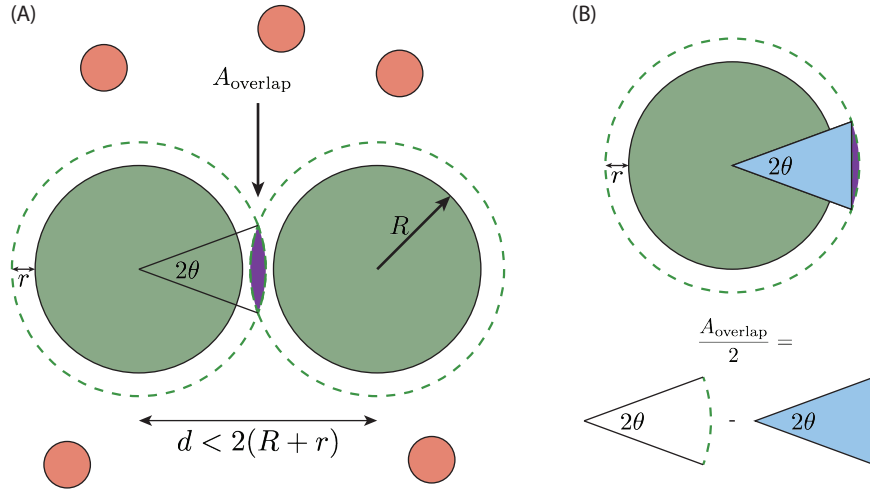 (A)
A_overlap
R
2θ
r
d < 2(R + r)
(B)
2θ
r
A_overlap
2
=
2θ
-
2θ